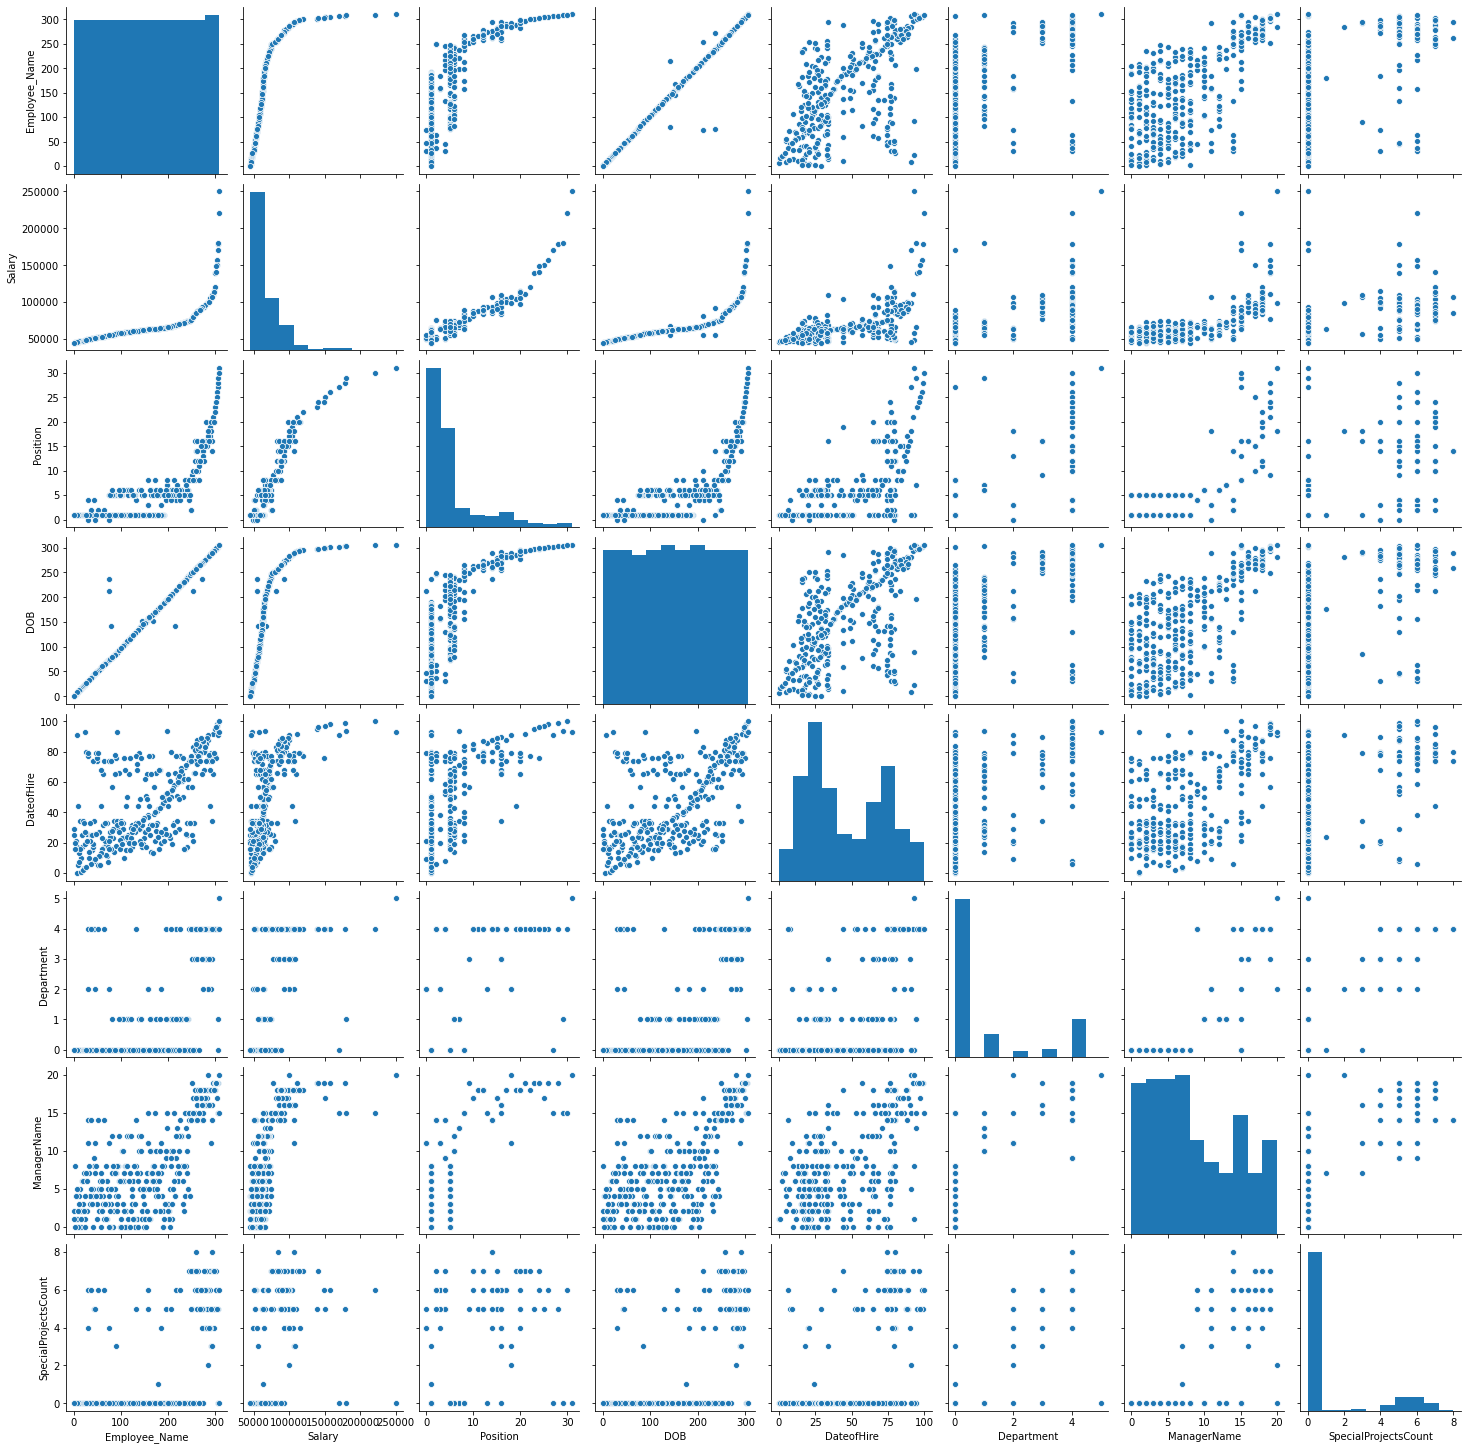 300
250
200
150
100
50
0
Employee_Name
250000
200000
150000
100000
50000
Salary
30
25
20
15
10
5
0
Position
300
250
200
150
100
50
0
DOB
100
80
60
40
20
0
DateofHire
5
4
3
2
1
0
Department
20
15
10
5
0
ManagerName
8
6
4
2
0
SpecialProjectsCount
0 100 200 300
50000 100000 150000 200000 250000
0 10 20 30
0 100 200 300
0 25 50 75 100
0 2 4
0 5 10 15 20
0 2 4 6 8
Employee_Name Salary Position DOB DateofHire Department ManagerName SpecialProjectsCount